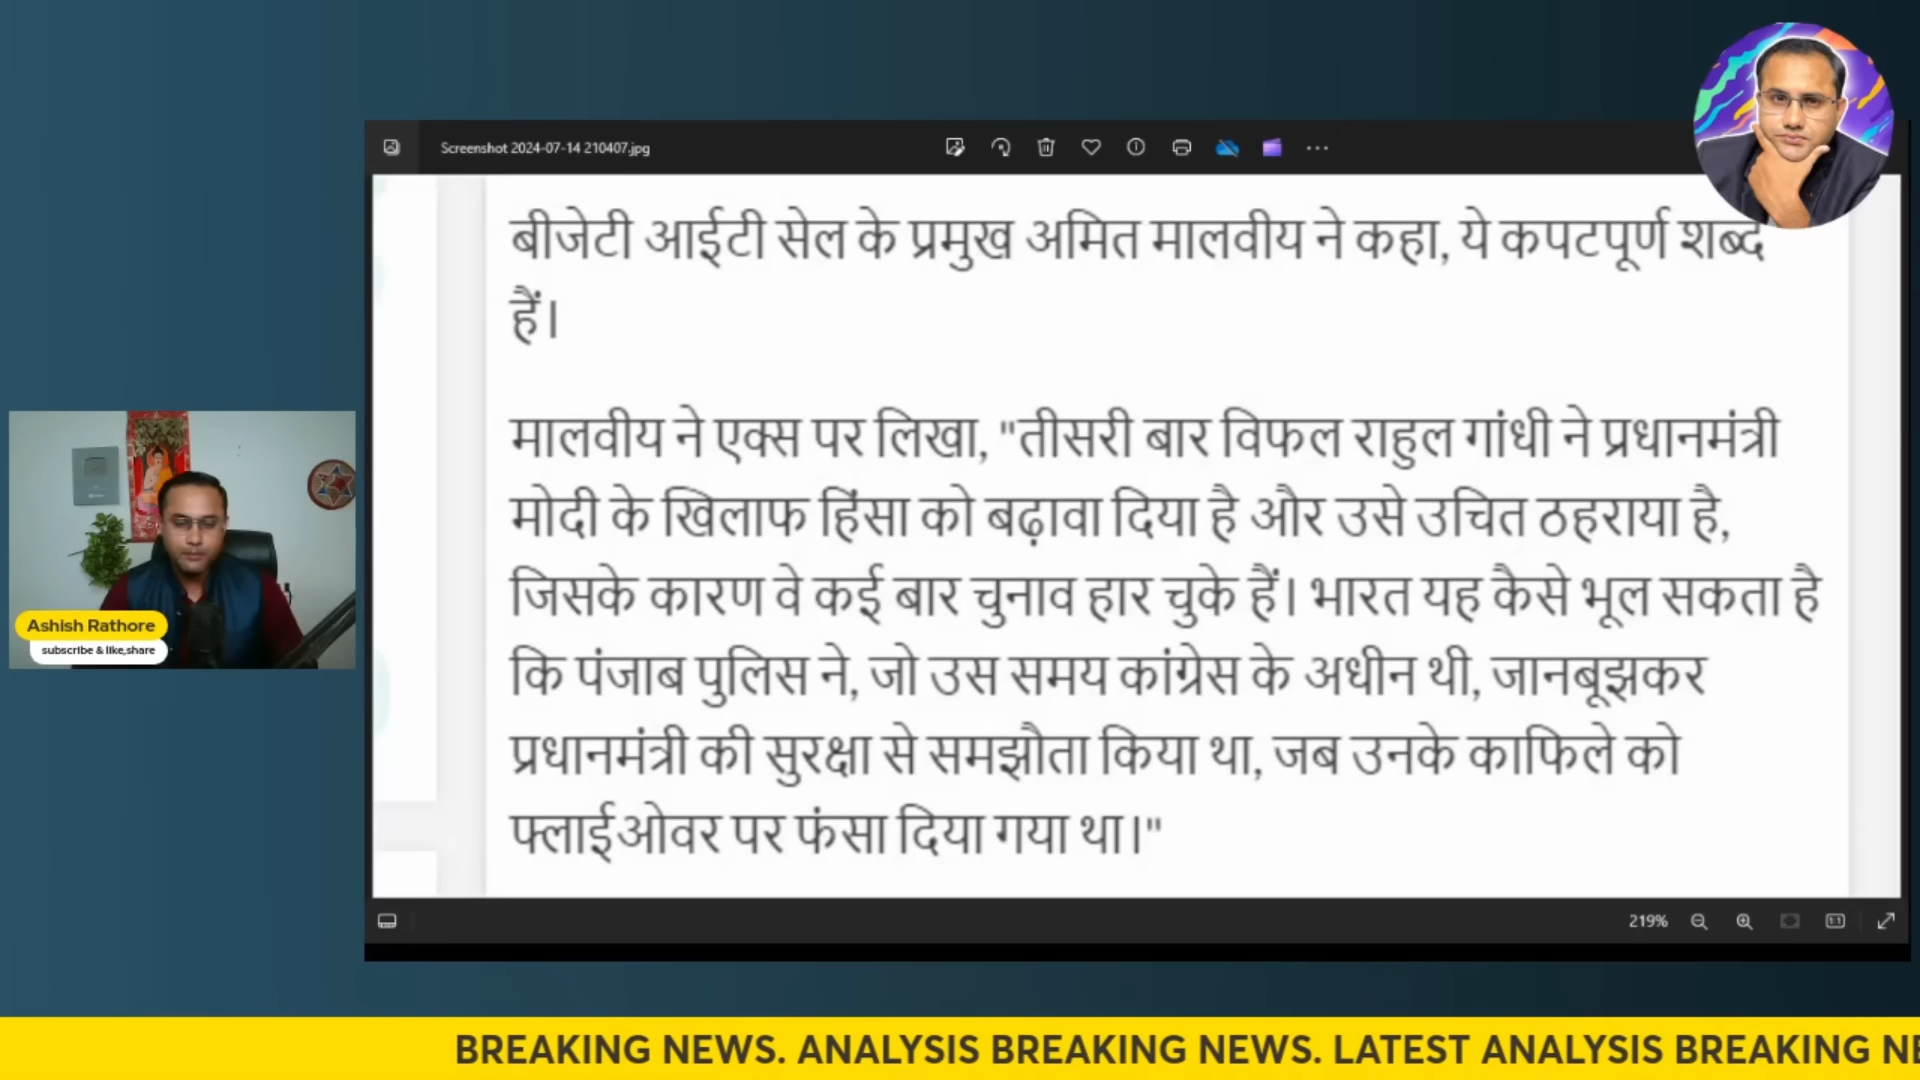 Screenshot 2024-07-14 210407.jpg
बीजेटी आईटी सेल के प्रमुख अमित मालवीय ने कहा, ये कपटपूर्ण शब्द
हैं।
मालवीय ने एक्स पर लिखा, "तीसरी बार विफल राहुल गांधी ने प्रधानमंत्री
मोदी के खिलाफ हिंसा को बढ़ावा दिया है और उसे उचित ठहराया है,
जिसके कारण वे कई बार चुनाव हार चुके हैं। भारत यह कैसे भूल सकता है
कि पंजाब पुलिस ने, जो उस समय कांग्रेस के अधीन थी, जानबूझकर
प्रधानमंत्री की सुरक्षा से समझौता किया था, जब उनके काफिले को
फ्लाईओवर पर फंसा दिया गया था।"
Ashish Rathore
subscribe & like,share
219%
BREAKING NEWS. ANALYSIS BREAKING NEWS. LATEST ANALYSIS BREAKING NE